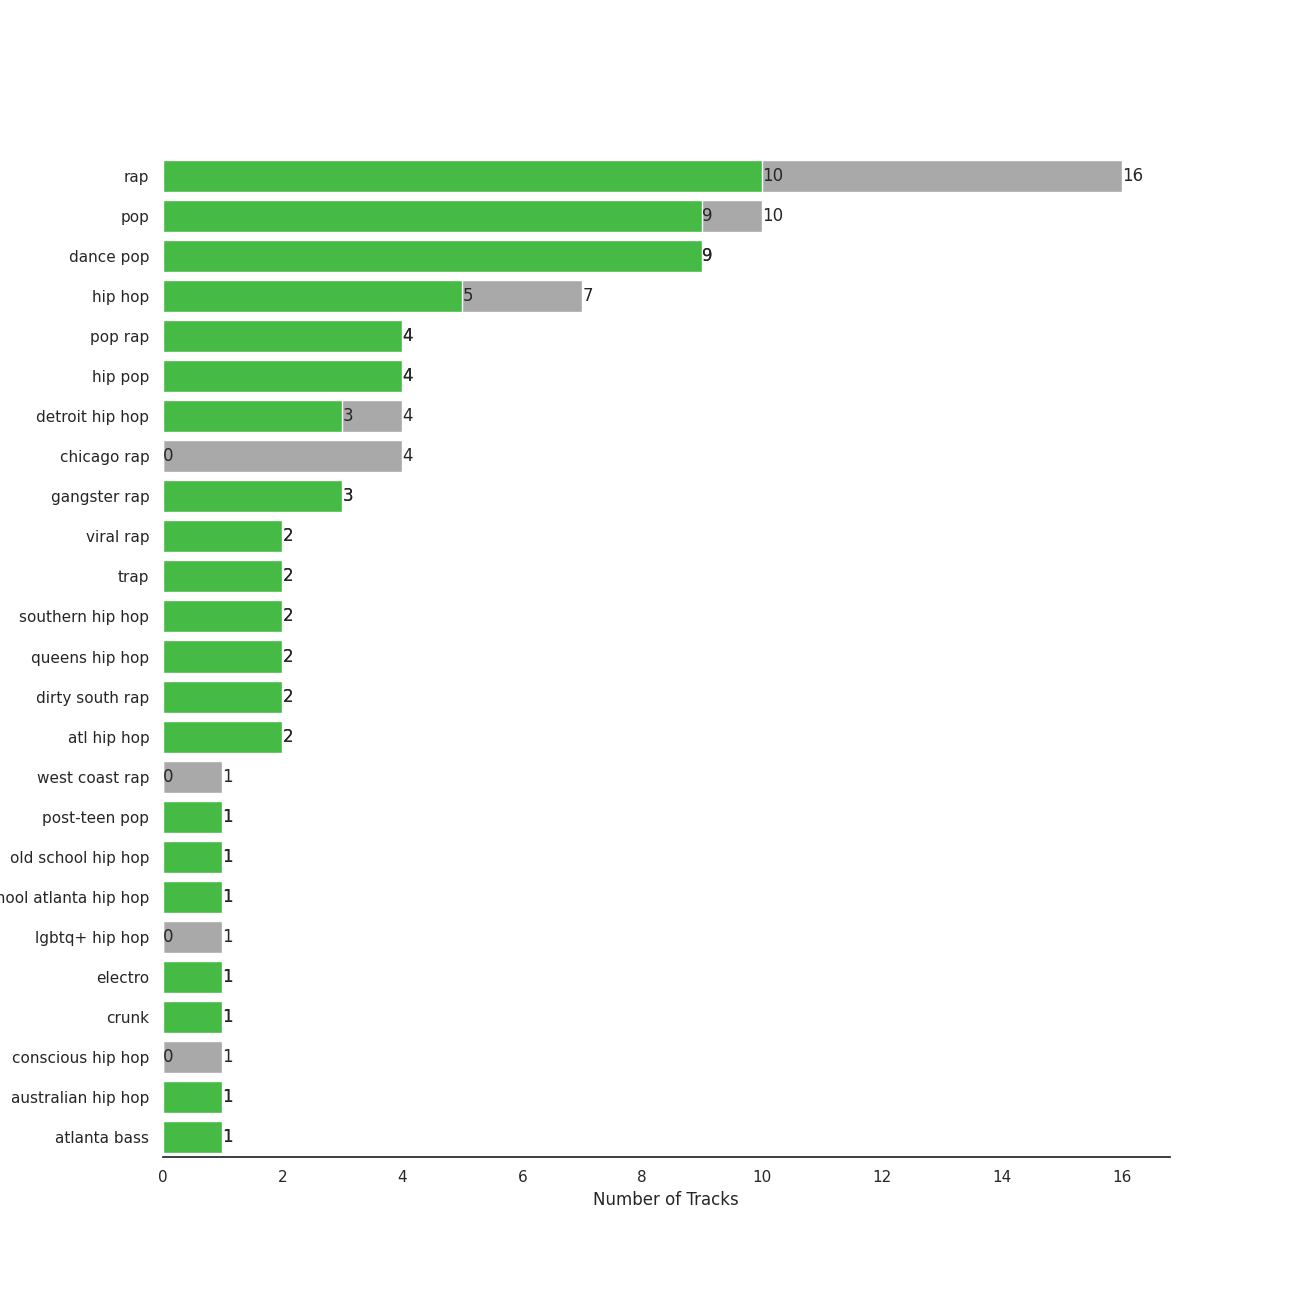 rap 10 16
pop 9 10
dance pop 9
hip hop 5 7
pop rap 4
hip pop 4
detroit hip hop 3 4
chicago rap 0 4
gangster rap 3
viral rap 2
trap 2
southern hip hop 2
queens hip hop 2
dirty south rap 2
atl hip hop 2
west coast rap 0 1
post-teen pop 1
old school hip hop 1
hool atlanta hip hop 1
lgbtq+ hip hop 0 1
electro 1
crunk 1
conscious hip hop 0 1
australian hip hop 1
atlanta bass 1
0 2 4 6 8 10 12 14 16
Number of Tracks